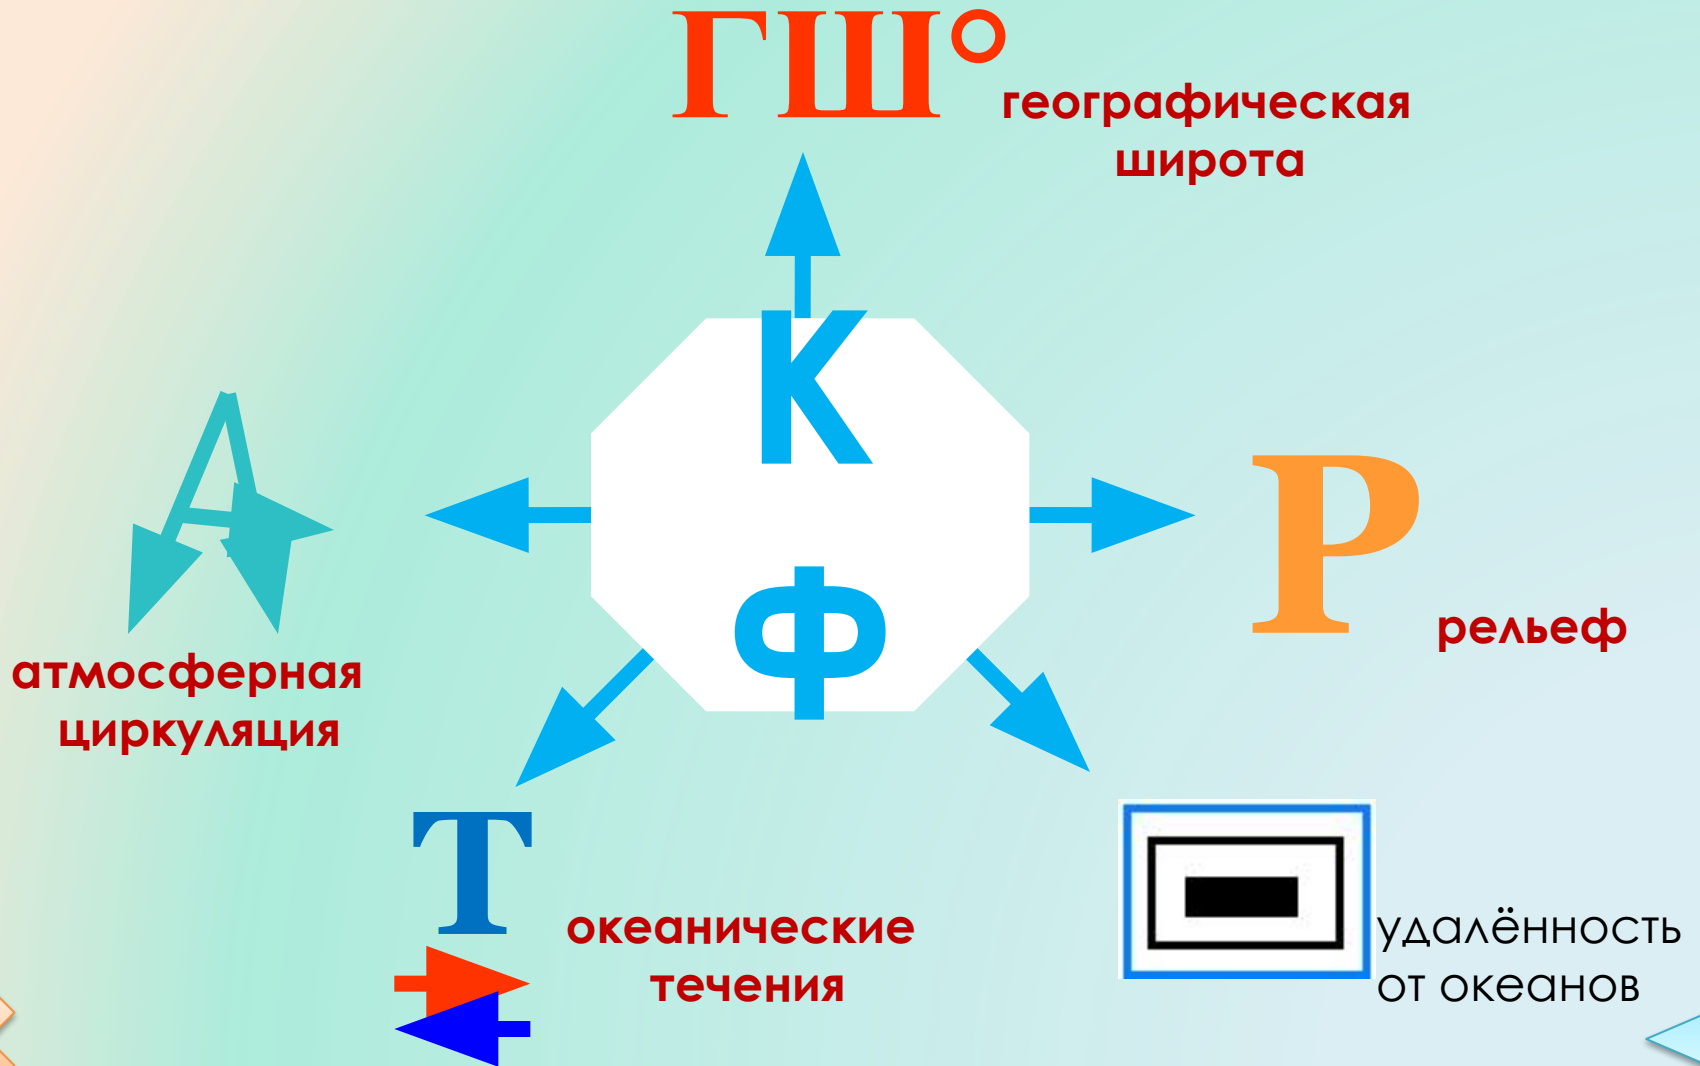 ГШ°
географическая
широта
К
Ф
А
атмосферная
циркуляция
Р
рельеф
Т
океанические
течения
удалённость
от океанов